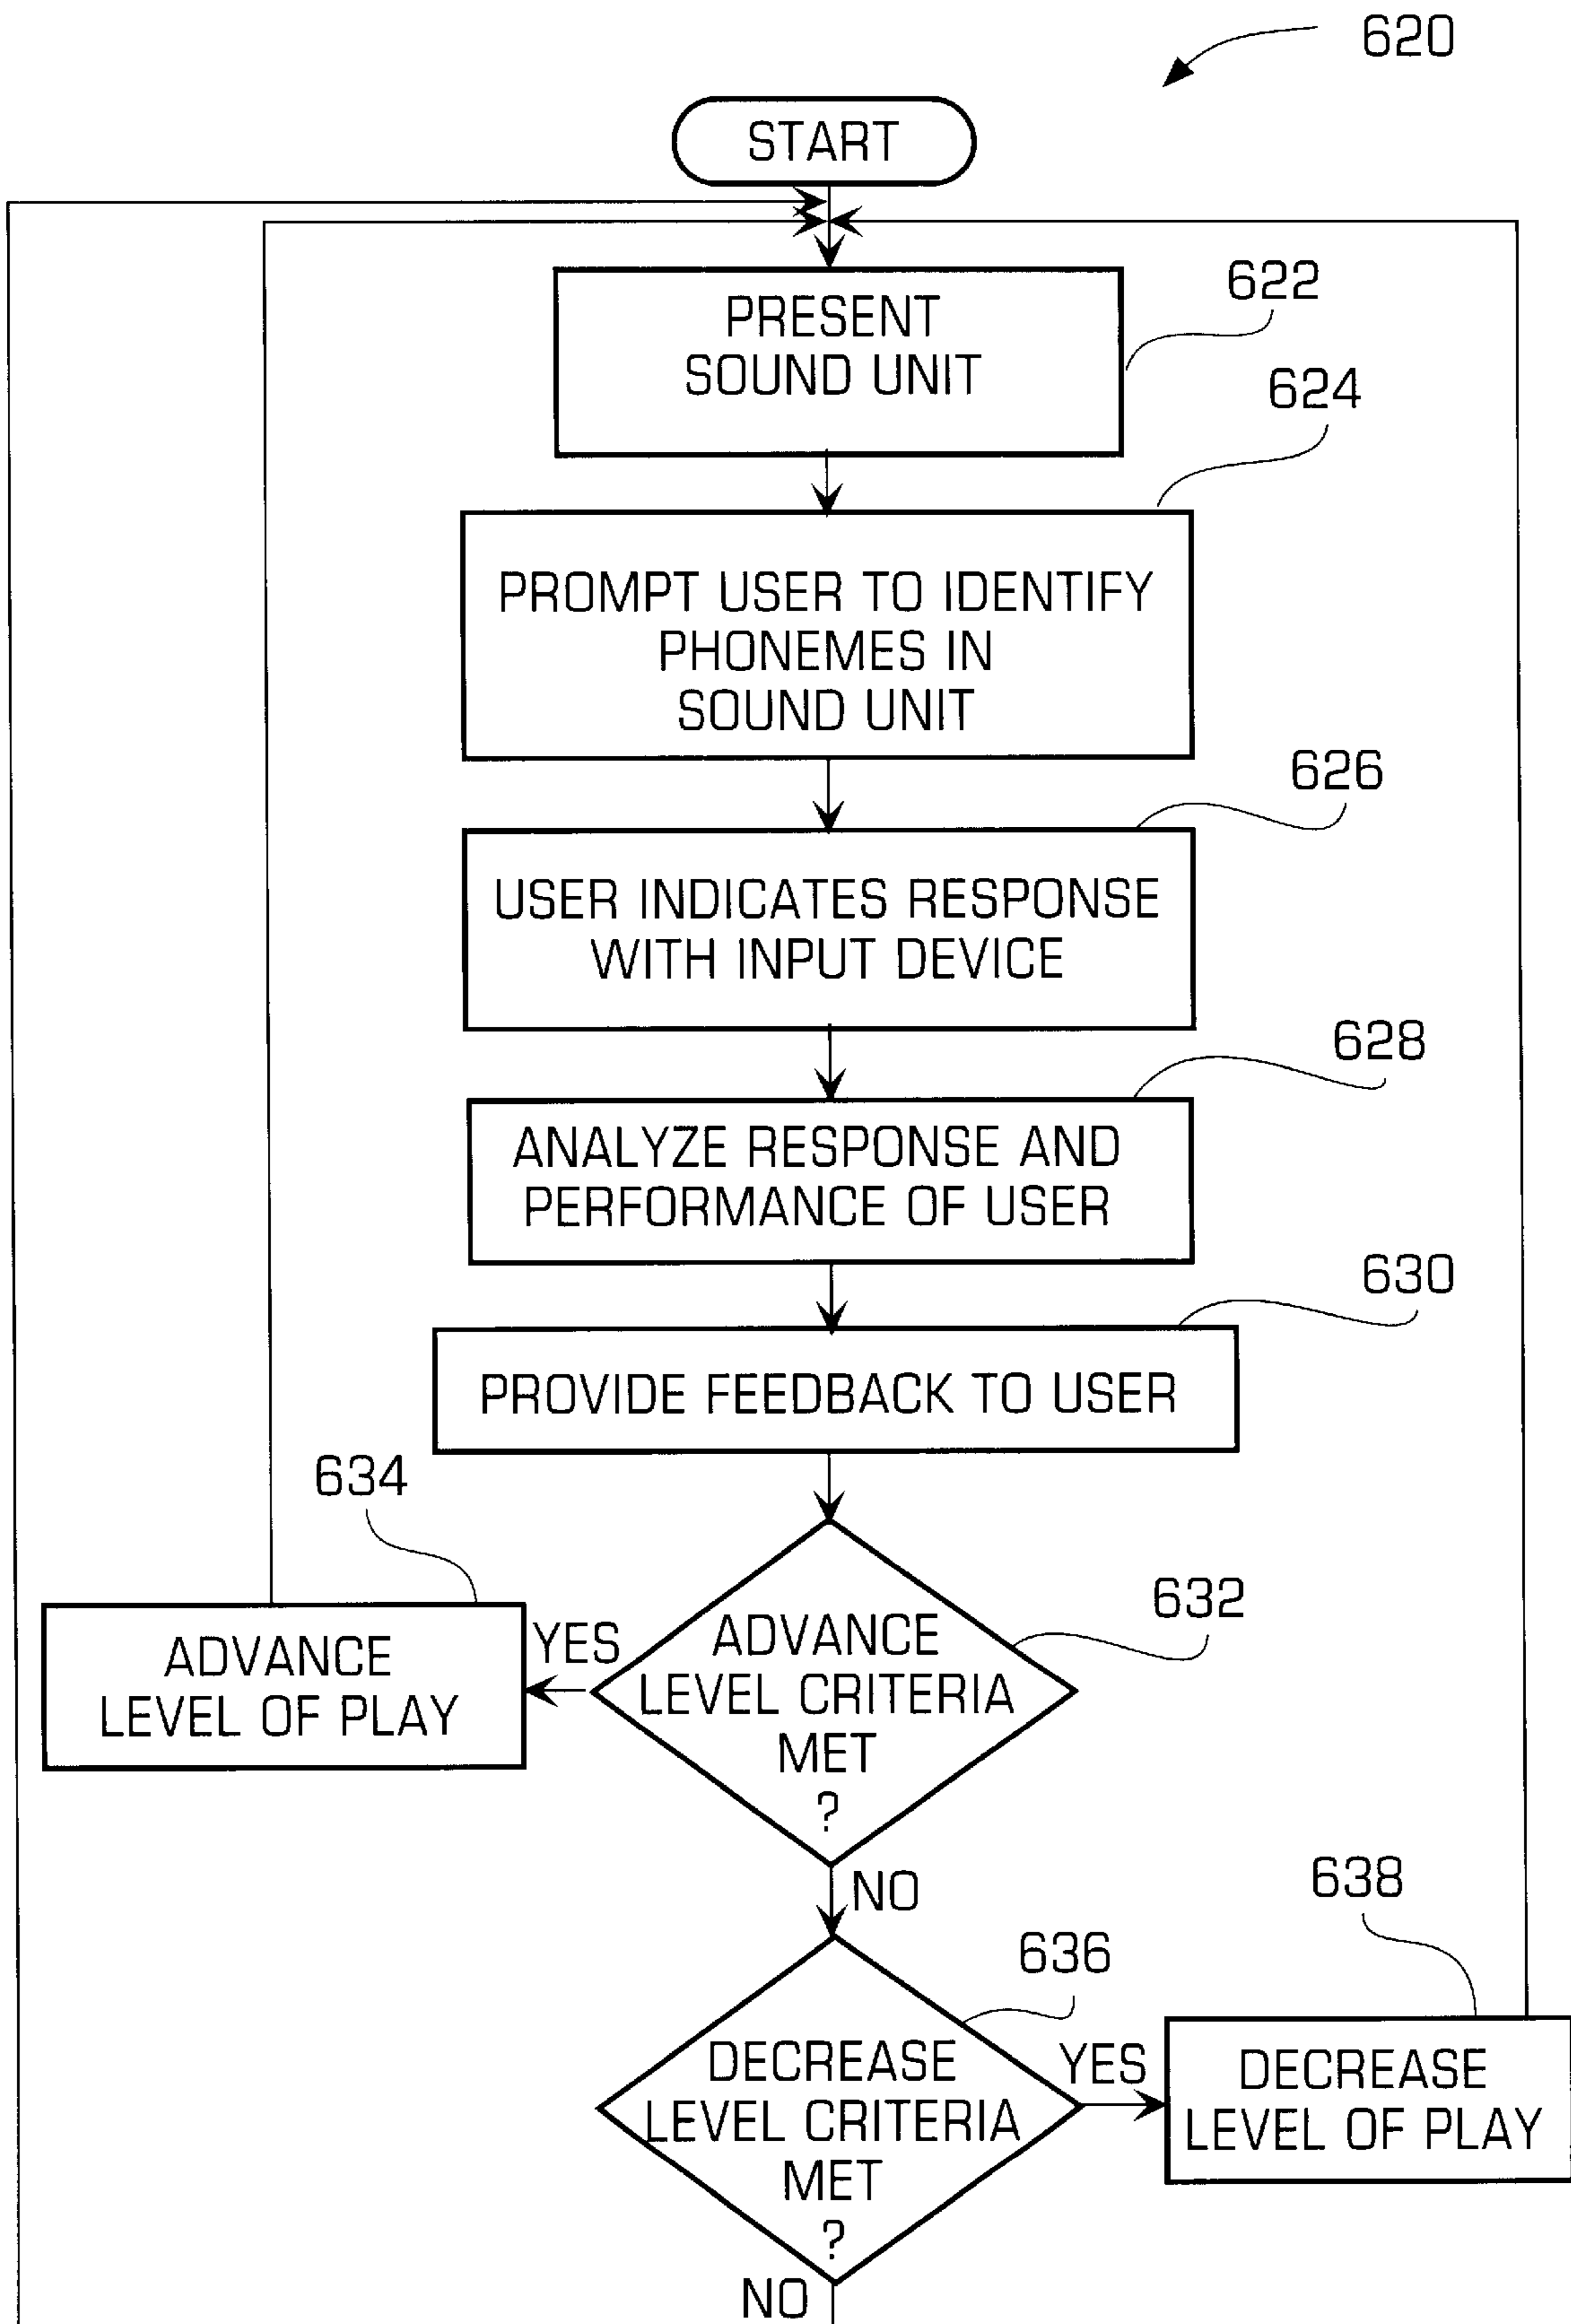 620
START
622
PRESENT
SOUND UNIT
624
PROMPT USER TO IDENTIFY
PHONEMES IN
SOUND UNIT
626
USER INDICATES RESPONSE
WITH INPUT DEVICE
628
ANALYZE RESPONSE AND
PERFORMANCE OF USER
630
PROVIDE FEEDBACK TO USER
634
632
ADVANCE
LEVEL OF PLAY
YES
ADVANCE
LEVEL CRITERIA
MET
?
NO
638
636
DECREASE
LEVEL CRITERIA
MET
?
YES
DECREASE
LEVEL OF PLAY
NO